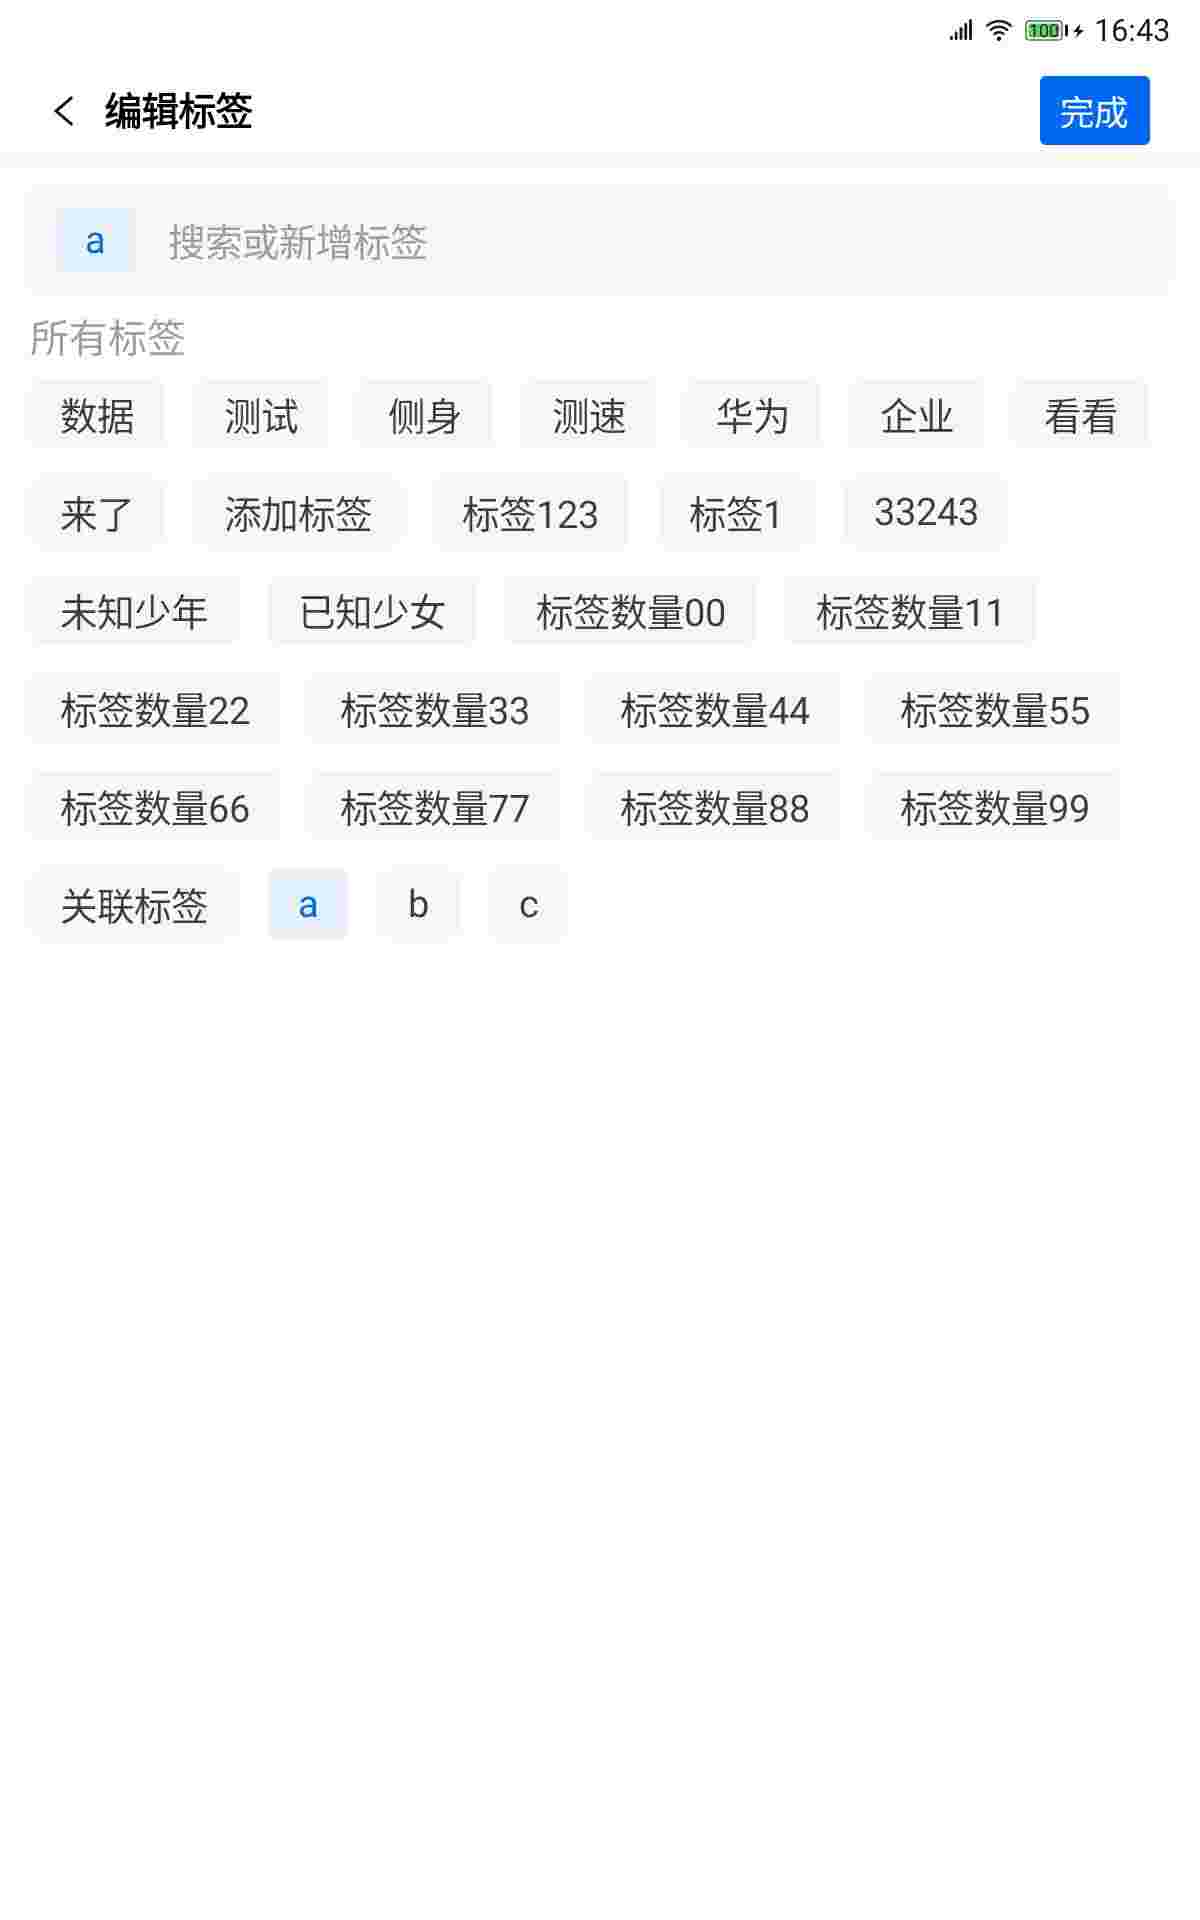 100 16:43
编辑标签 完成
a 搜索或新增标签
所有标签
数据 测试 侧身 测速 华为 企业 看看
来了 添加标签 标签123 标签1 33243
未知少年 已知少女 标签数量00 标签数量11
标签数量22 标签数量33 标签数量44 标签数量55
标签数量66 标签数量77 标签数量88 标签数量99
关联标签 a b c